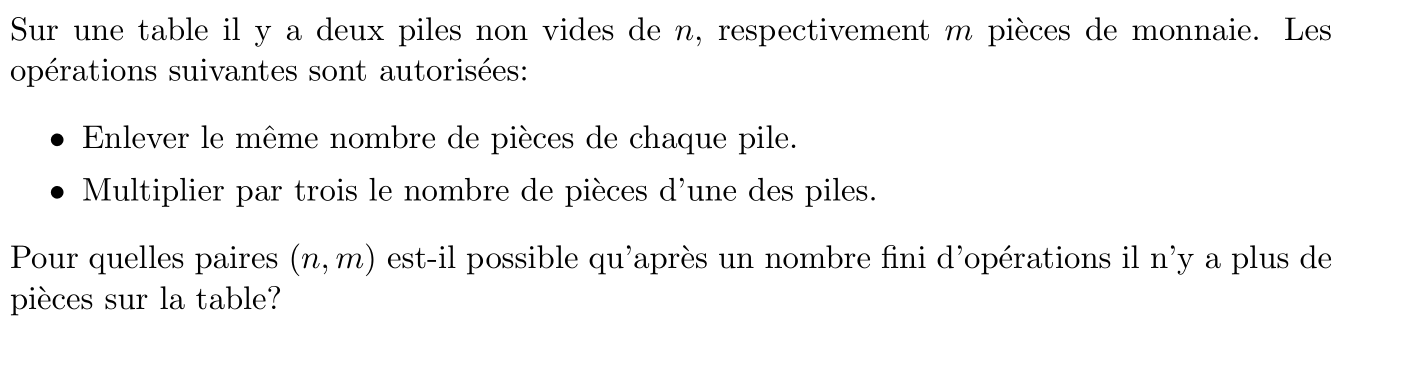 Sur une table il y a deux piles non vides de n, respectivement m pièces de monnaie. Les
opérations suivantes sont autorisées:
• Enlever le même nombre de pièces de chaque pile.
• Multiplier par trois le nombre de pièces d'une des piles.
Pour quelles paires (n, m) est-il possible qu'après un nombre fini d'opérations il n'y a plus de
pièces sur la table?